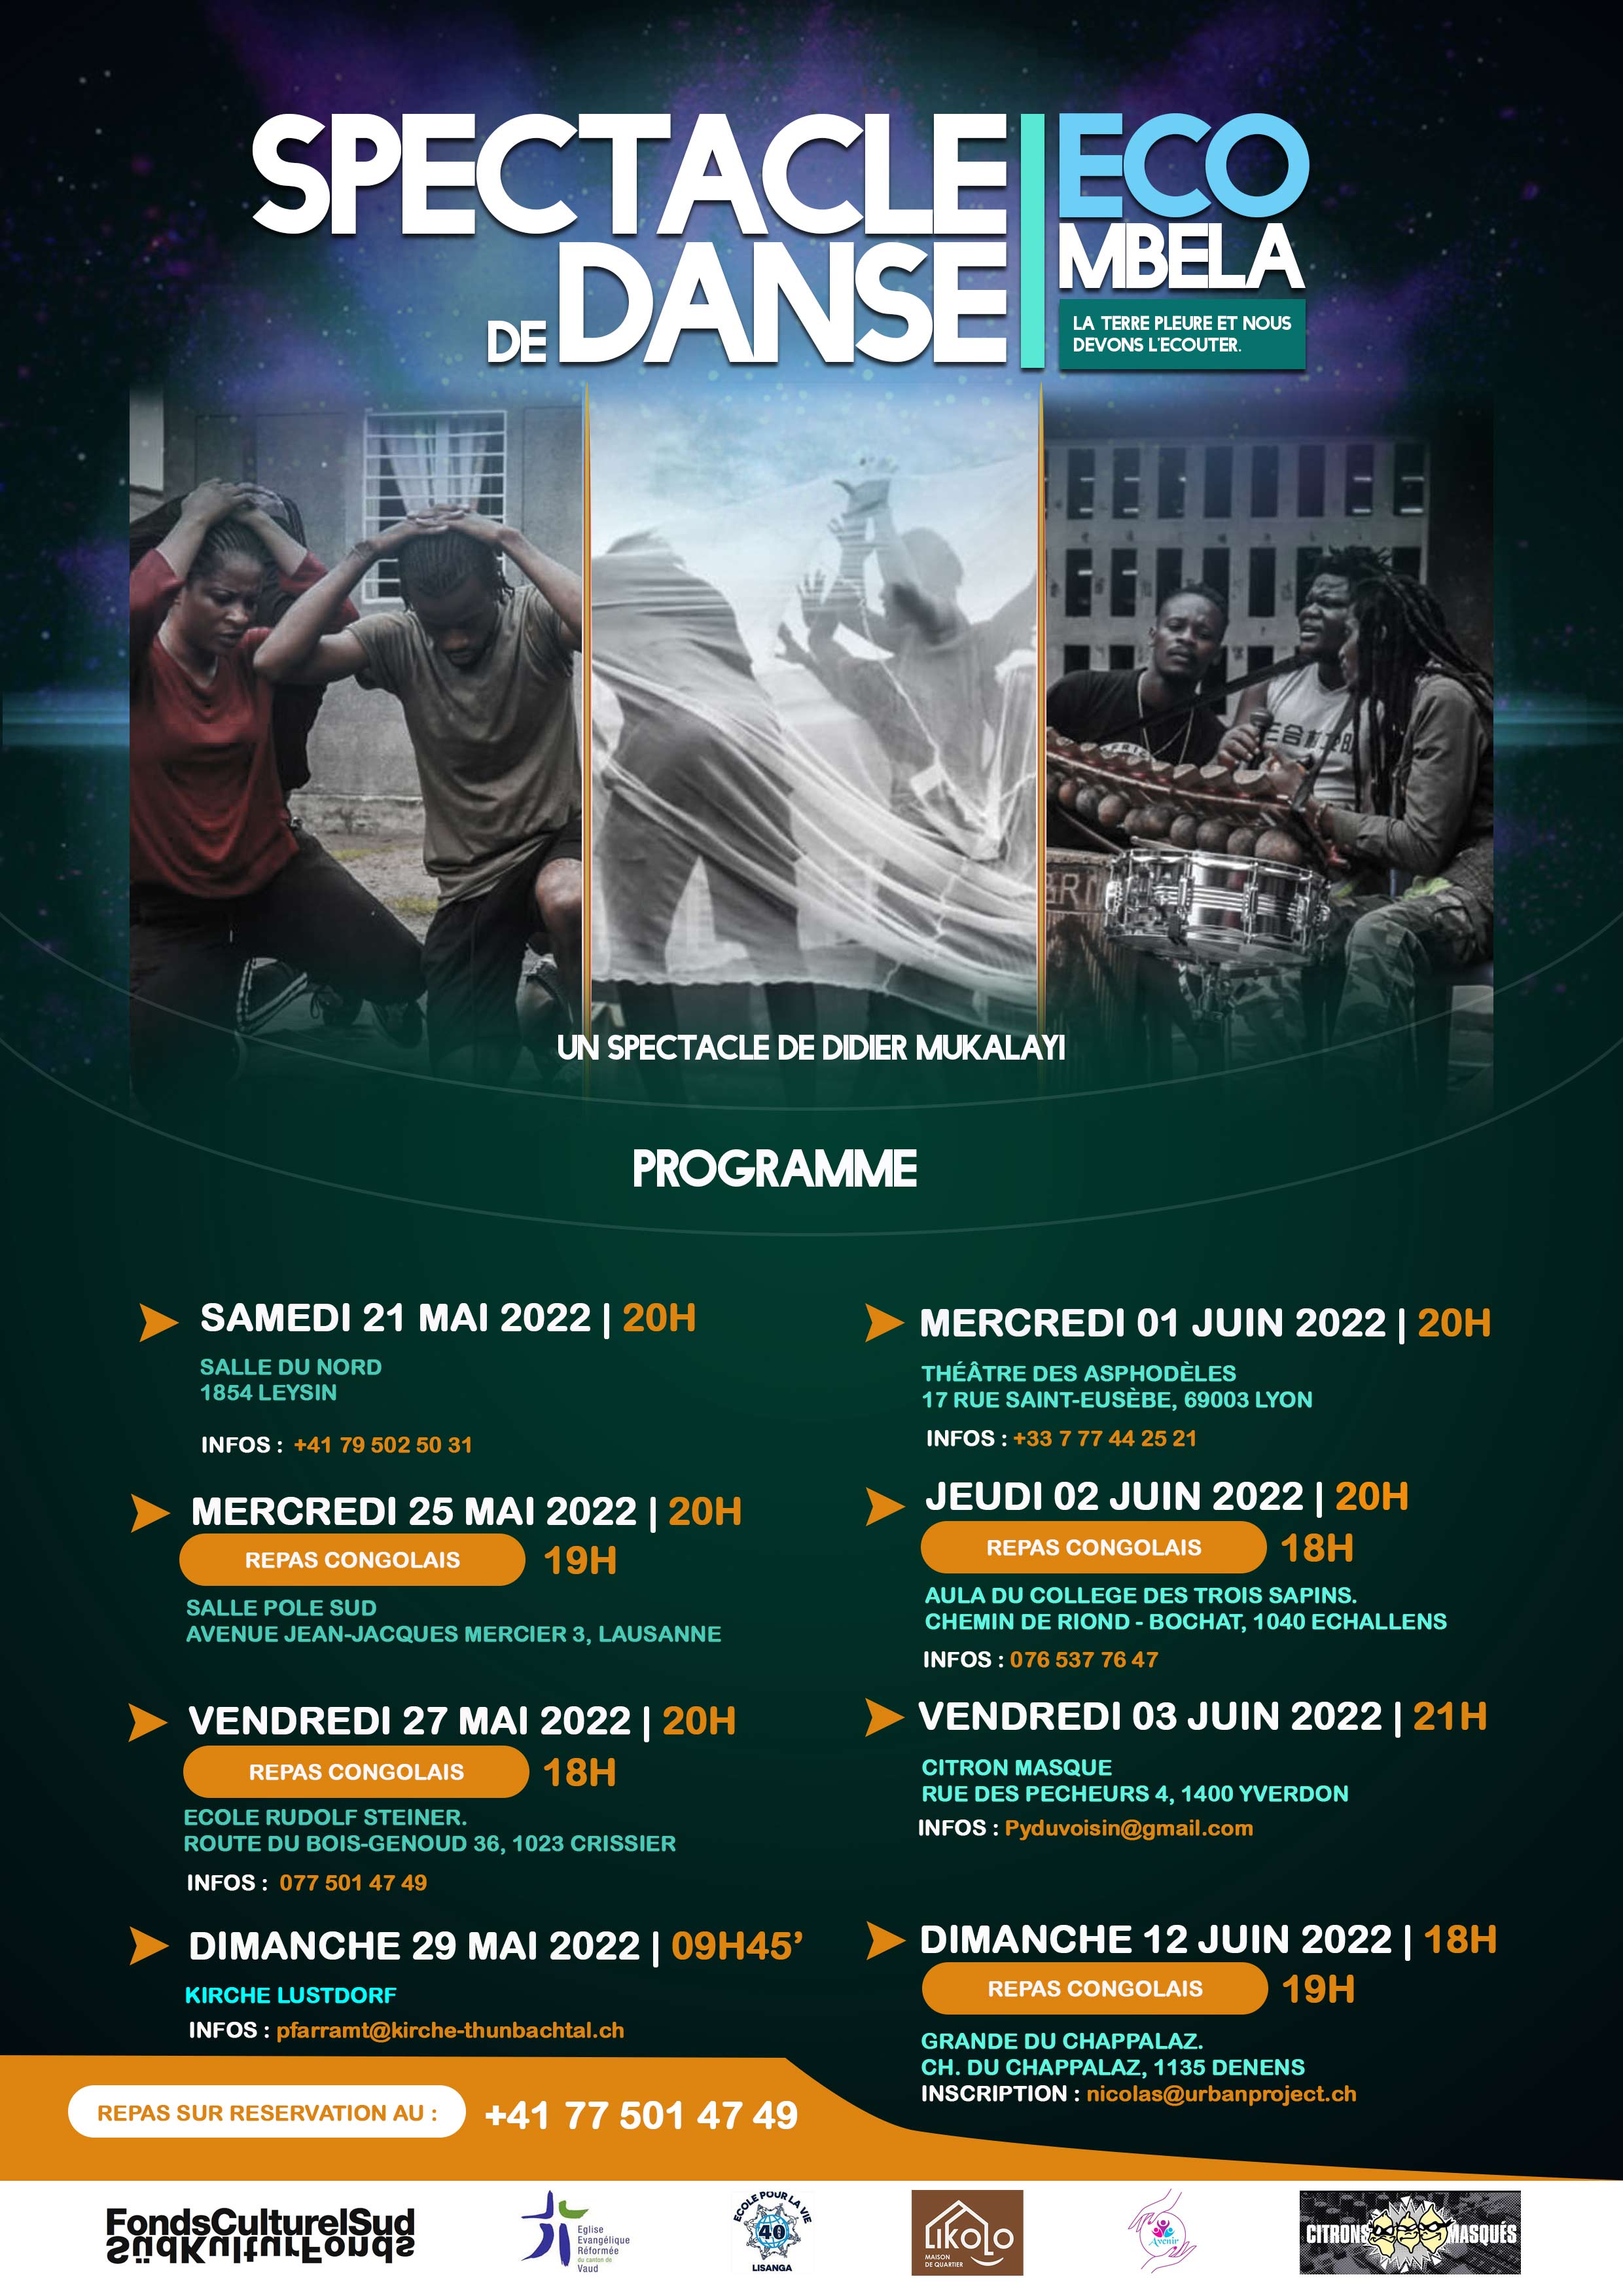 SPECTACLE
DE DANSE
ECO
MBELA
LA TERRE PLEURE ET NOUS
DEVONS L'ECOUTER.
UN SPECTACLE DE DIDIER MUKALAYI
PROGRAMME
SAMEDI 21 MAI 2022 | 20H
SALLE DU NORD
1854 LEYSIN
INFOS : +41 79 502 50 31
MERCREDI 25 MAI 2022 | 20H
REPAS CONGOLAIS 19H
SALLE POLE SUD
AVENUE JEAN-JACQUES MERCIER 3, LAUSANNE
VENDREDI 27 MAI 2022 | 20H
REPAS CONGOLAIS 18H
ECOLE RUDOLF STEINER.
ROUTE DU BOIS-GENOUD 36, 1023 CRISSIER
INFOS : 077 501 47 49
DIMANCHE 29 MAI 2022 | 09H45’
KIRCHE LUSTDORF
INFOS : pfarramt@kirche-thunbachtal.ch
MERCREDI 01 JUIN 2022 | 20H
THÉÂTRE DES ASPHODÈLES
17 RUE SAINT-EUSÈBE, 69003 LYON
INFOS : +33 7 77 44 25 21
JEUDI 02 JUIN 2022 | 20H
REPAS CONGOLAIS 18H
AULA DU COLLEGE DES TROIS SAPINS.
CHEMIN DE RIOND - BOCHAT, 1040 ECHALLENS
INFOS : 076 537 76 47
VENDREDI 03 JUIN 2022 | 21H
CITRON MASQUE
RUE DES PECHEURS 4, 1400 YVERDON
INFOS : Pyduvoisin@gmail.com
DIMANCHE 12 JUIN 2022 | 18H
REPAS CONGOLAIS 19H
GRANDE DU CHAPPALAZ.
CH. DU CHAPPALAZ, 1135 DENENS
INSCRIPTION : nicolas@urbanproject.ch
REPAS SUR RESERVATION AU : +41 77 501 47 49
FondsCulturelSud
SüdKulturFonds
Eglise
Evangélique
Réformée
du canton de
Vaud
ECOLE POUR LA VIE
40
LISANGA
LIKOLO
MAISON
DE QUARTIER
Avenir
CITRONS MASQUÉS